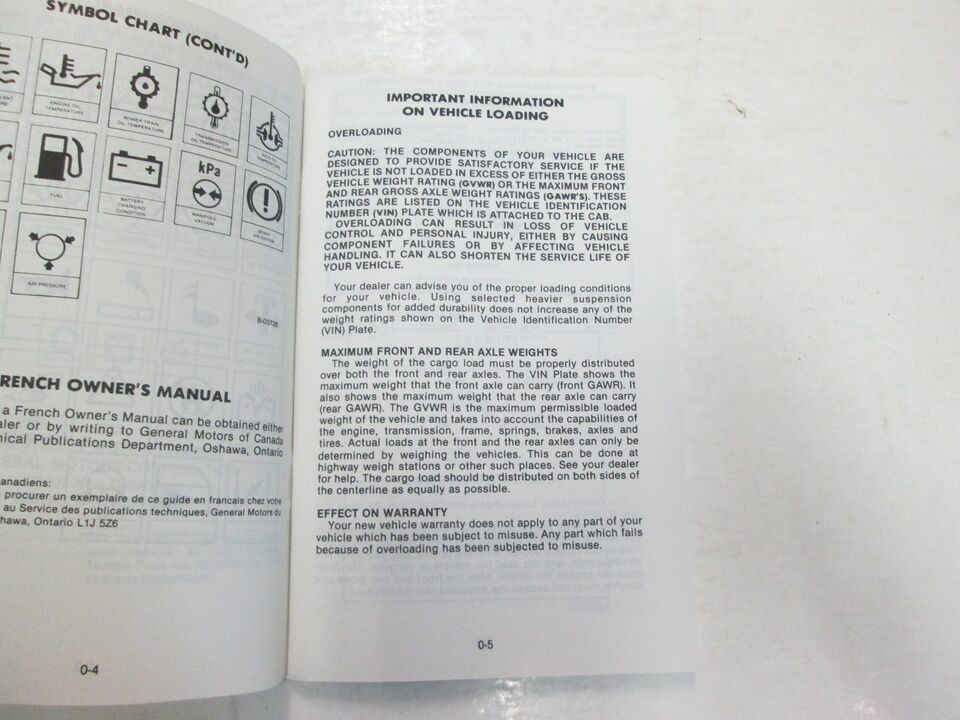 SYMBOL CHART (CONT'D)
ENGINE OIL
TEMPERATURE
POWER TRAIN
OIL TEMPERATURE
TRANSMISSION
OIL TEMPERATURE
TEMPERATURE
FUEL
BATTERY
CHARGING
CONDITION
kPa
MANIFOLD
VACUUM
BRAKE
AIR SYSTEM
AIR PRESSURE
B-03726
RENCH OWNER'S MANUAL
a French Owner's Manual can be obtained either
aler or by writing to General Motors of Canada
nical Publications Department, Oshawa, Ontario
anadiens:
procurer un exemplaire de ce guide en francais chez votre
au Service des publications techniques, General Motors du
hawa, Ontario L1J 5Z6
0-4
IMPORTANT INFORMATION
ON VEHICLE LOADING
OVERLOADING
CAUTION: THE COMPONENTS OF YOUR VEHICLE ARE
DESIGNED TO PROVIDE SATISFACTORY SERVICE IF THE
VEHICLE IS NOT LOADED IN EXCESS OF EITHER THE GROSS
VEHICLE WEIGHT RATING (GVWR) OR THE MAXIMUM FRONT
AND REAR GROSS AXLE WEIGHT RATINGS (GAWR'S). THESE
RATINGS ARE LISTED ON THE VEHICLE IDENTIFICATION
NUMBER (VIN) PLATE WHICH IS ATTACHED TO THE CAB.
OVERLOADING CAN RESULT IN LOSS OF VEHICLE
CONTROL AND PERSONAL INJURY, EITHER BY CAUSING
COMPONENT FAILURES OR BY AFFECTING VEHICLE
HANDLING. IT CAN ALSO SHORTEN THE SERVICE LIFE OF
YOUR VEHICLE.
Your dealer can advise you of the proper loading conditions
for your vehicle. Using selected heavier suspension
components for added durability does not increase any of the
weight ratings shown on the Vehicle Identification Number
(VIN) Plate.
MAXIMUM FRONT AND REAR AXLE WEIGHTS
The weight of the cargo load must be properly distributed
over both the front and rear axles. The VIN Plate shows the
maximum weight that the front axle can carry (front GAWR). It
also shows the maximum weight that the rear axle can carry
(rear GAWR). The GVWR is the maximum permissible loaded
weight of the vehicle and takes into account the capabilities of
the engine, transmission, frame, springs, brakes, axles and
tires. Actual loads at the front and the rear axles can only be
determined by weighing the vehicles. This can be done at
highway weigh stations or other such places. See your dealer
for help. The cargo load should be distributed on both sides of
the centerline as equally as possible.
EFFECT ON WARRANTY
Your new vehicle warranty does not apply to any part of your
vehicle which has been subject to misuse. Any part which fails
because of overloading has been subjected to misuse.
0-5